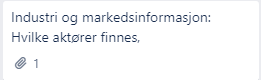 Industri og markedsinformasjon:
Hvilke aktører finnes,
1